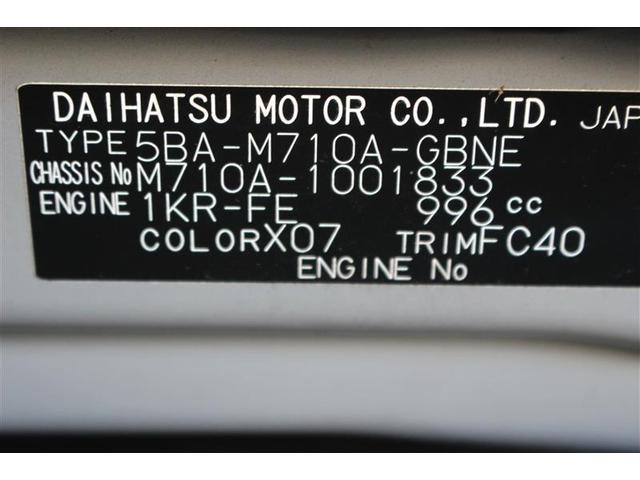 DAIHATSU MOTOR CO.,LTD. JAP
TYPE 5BA-M710A-GBNE
CHASSIS No M710A-1001833
ENGINE 1KR-FE 996 cc
COLOR X07 TRIM FC40
ENGINE No